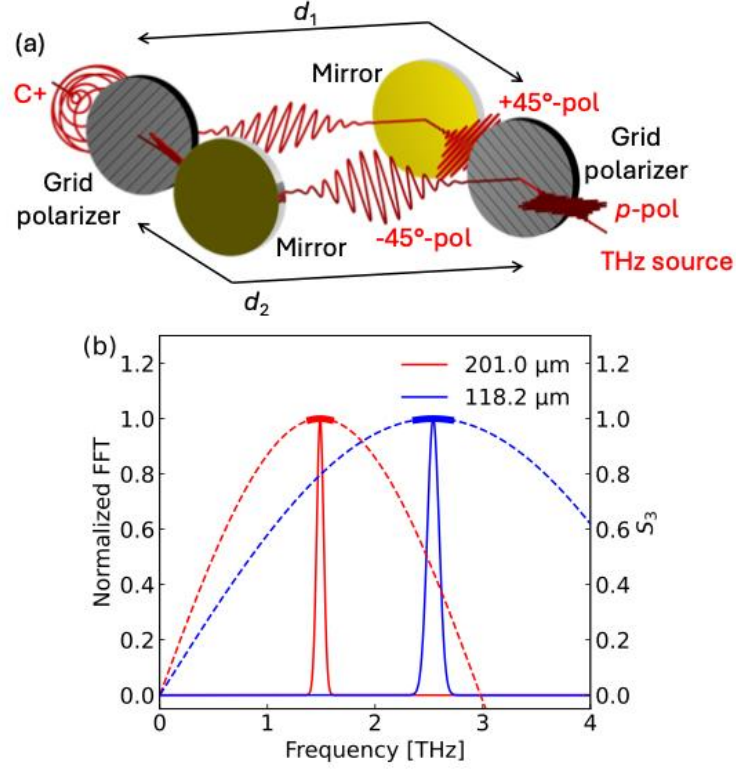 (a)
d₁
Mirror
C+
+45°-pol
Grid
polarizer
Grid
polarizer
p-pol
-45°-pol
Mirror
THz source
d₂
(b)
201.0 µm
118.2 µm
Normalized FFT
1.2
1.0
0.8
0.6
0.4
0.2
0.0
1.2
1.0
0.8
0.6
0.4
0.2
0.0
S₃
0 1 2 3 4
Frequency [THz]